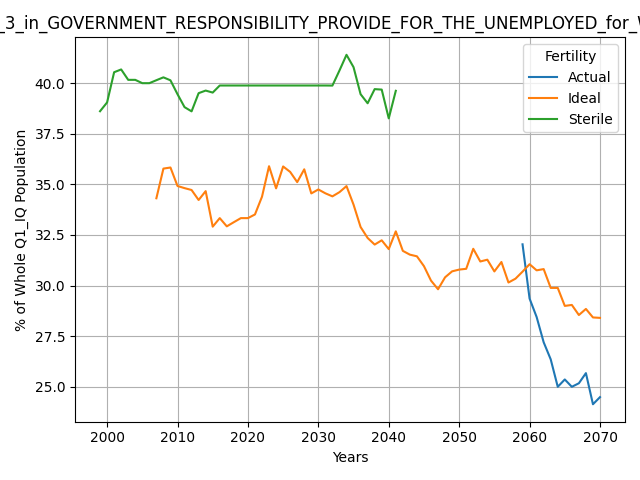 _3_in_GOVERNMENT_RESPONSIBILITY_PROVIDE_FOR_THE_UNEMPLOYED_for_
Fertility
Actual
Ideal
Sterile
% of Whole Q1_IQ Population
40.0
37.5
35.0
32.5
30.0
27.5
25.0
2000 2010 2020 2030 2040 2050 2060 2070
Years